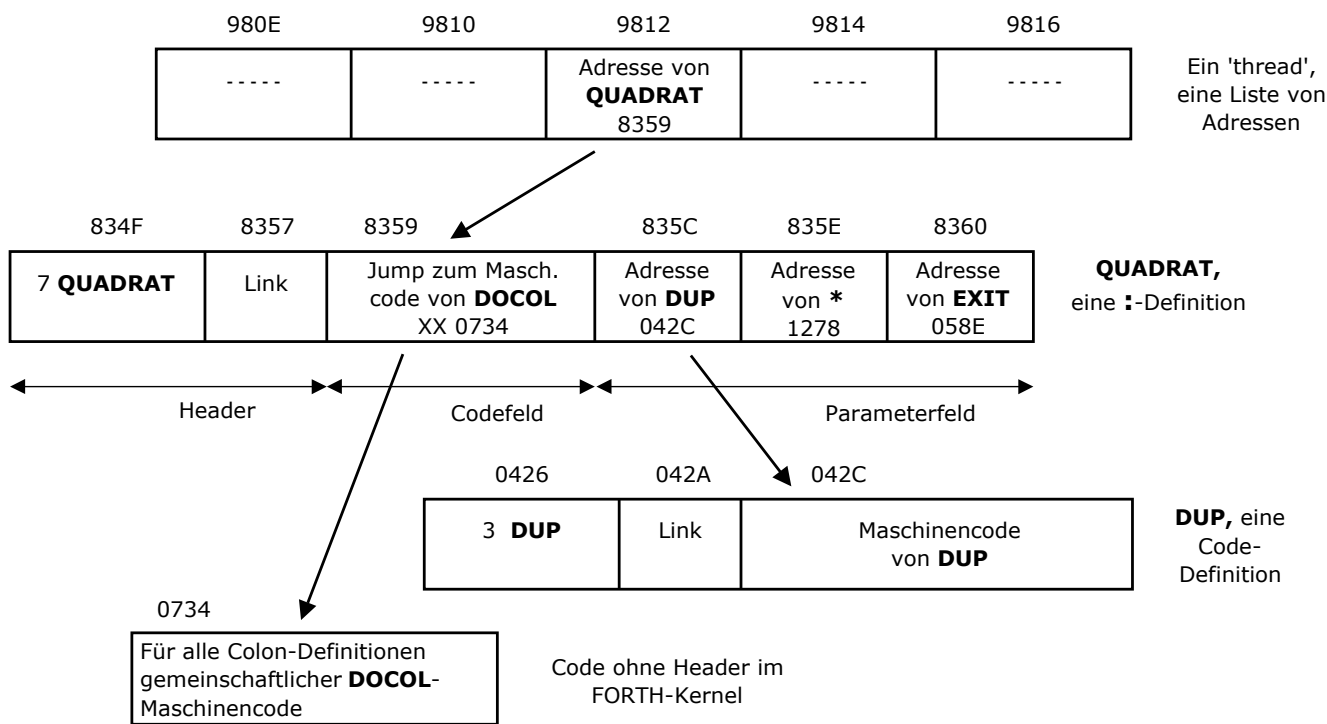 980E 9810 9812 9814 9816
- - - - - - - - - - Adresse von - - - - - - - - - - Ein 'thread',
QUADRAT eine Liste von
8359 Adressen
834F 8357 8359 835C 835E 8360
7 QUADRAT Link Jump zum Masch. Adresse Adresse Adresse QUADRAT,
code von DOCOL von DUP von * von EXIT eine :-Definition
XX 0734 042C 1278 058E
Header Codefeld Parameterfeld
0426 042A 042C
3 DUP Link Maschinencode DUP, eine
von DUP Code-
Definition
0734
Für alle Colon-Definitionen
gemeinschaftlicher DOCOL-
Maschinencode
Code ohne Header im
FORTH-Kernel